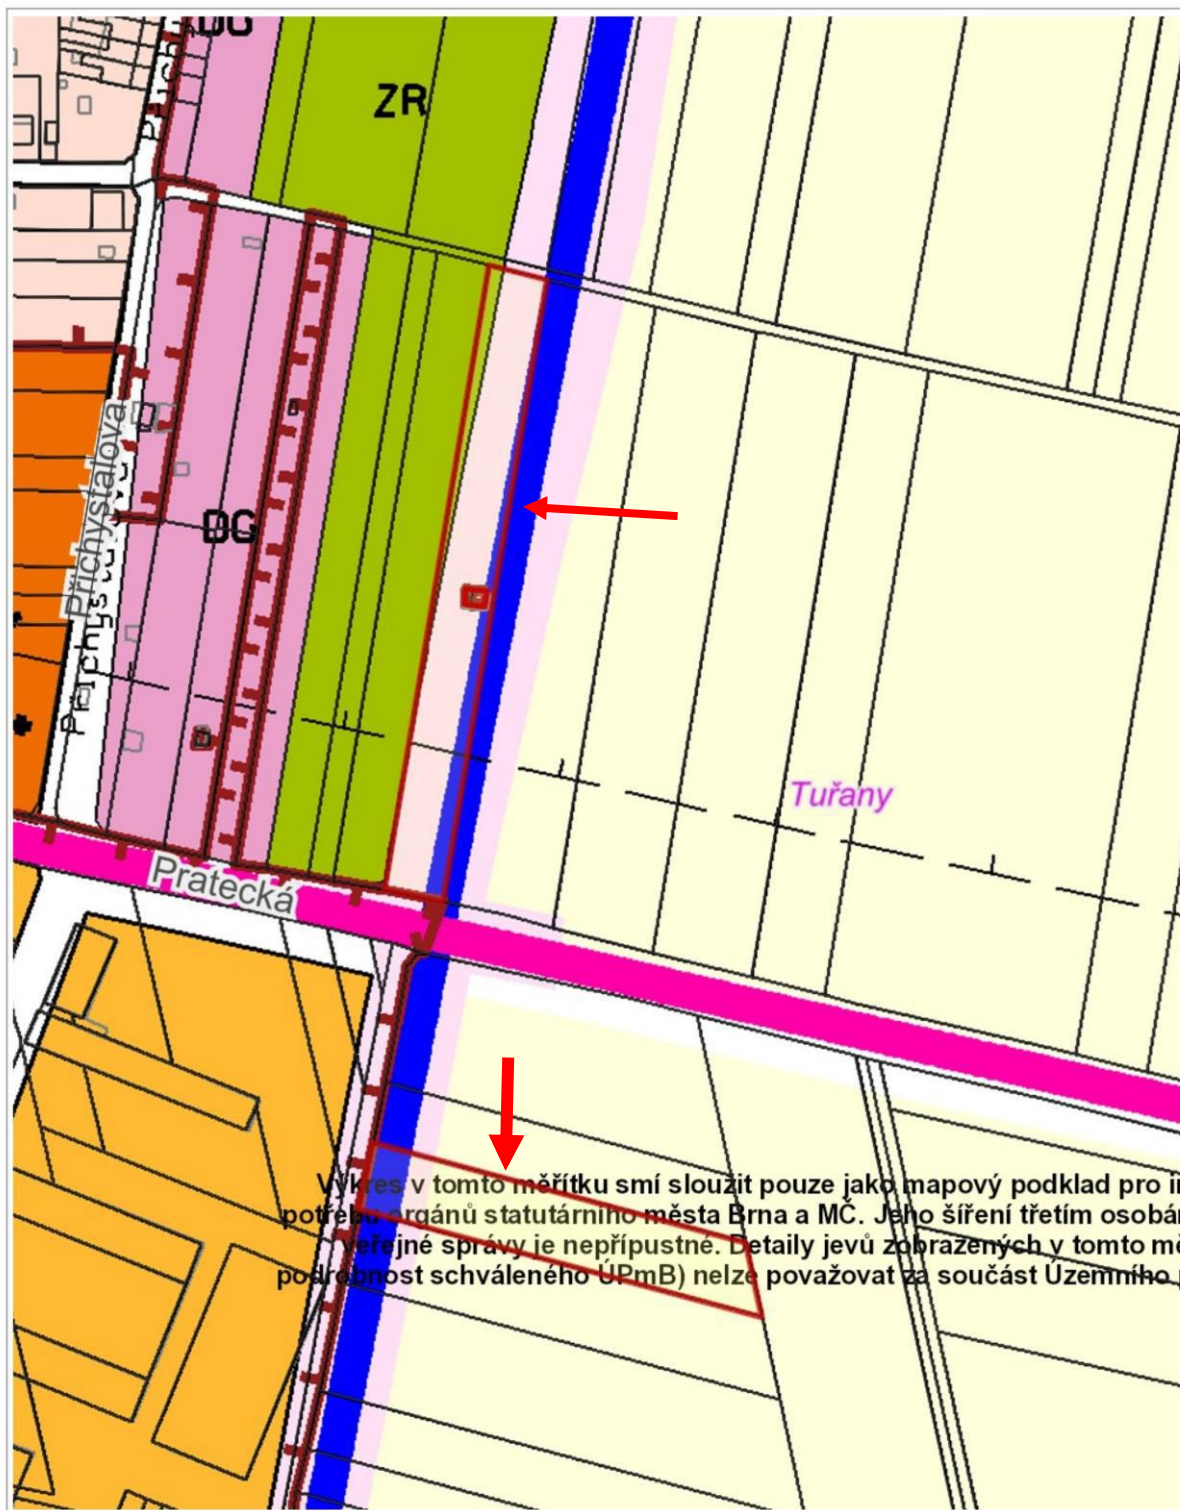 DG
ZR
Přichystalova
Přichystalova
DG
Tuřany
Pratecká
Výkres v tomto měřítku smí sloužit pouze jako mapový podklad pro
potřebu orgánů statutárního města Brna a MČ. Jeho šíření třetím
veřejné správy je nepřípustné. Detaily jevů zobrazených v tomto
podrobnost schváleného ÚPmB) nelze považovat za součást Územního